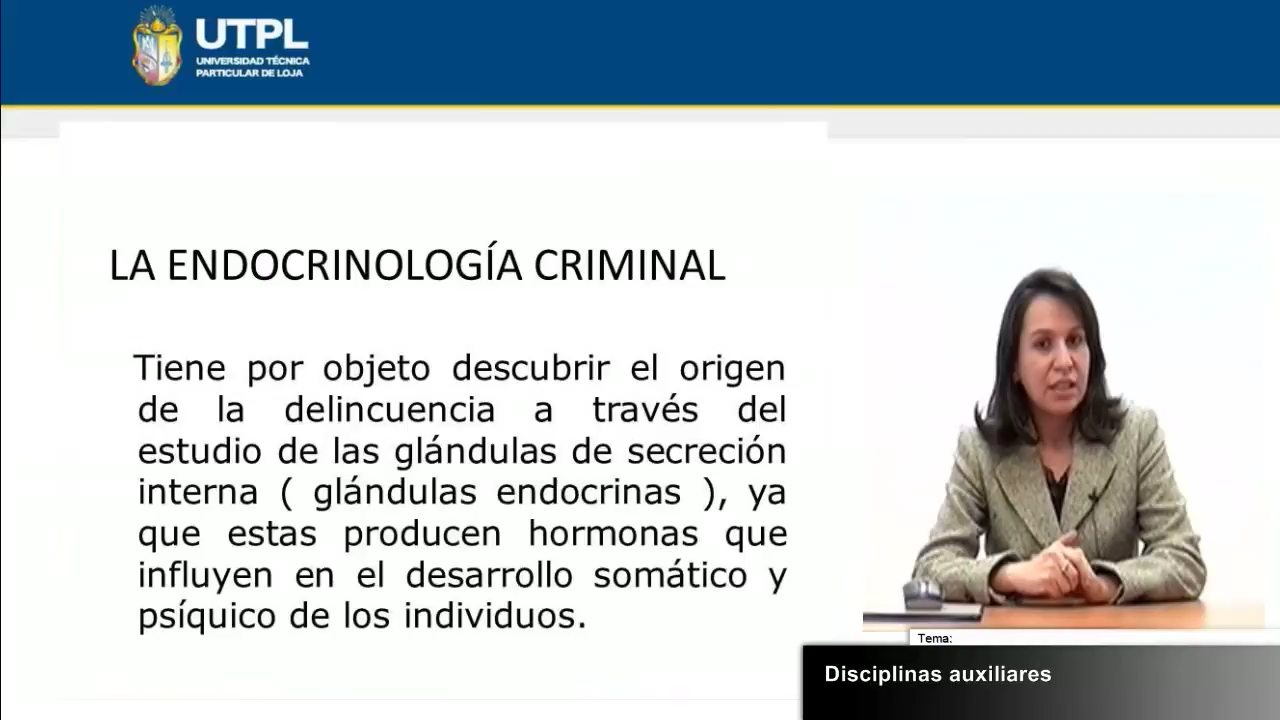 UTPL
UNIVERSIDAD TÉCNICA
PARTICULAR DE LOJA
LA ENDOCRINOLOGÍA CRIMINAL
Tiene por objeto descubrir el origen
de la delincuencia a través del
estudio de las glándulas de secreción
interna ( glándulas endocrinas ), ya
que estas producen hormonas que
influyen en el desarrollo somático y
psíquico de los individuos.
Tema:
Disciplinas auxiliares